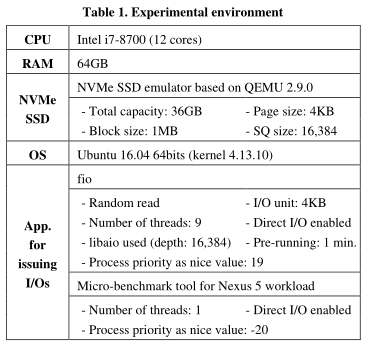 Table 1. Experimental environment
CPU Intel i7-8700 (12 cores)
RAM 64GB
NVMe SSD NVMe SSD emulator based on QEMU 2.9.0
- Total capacity: 36GB - Page size: 4KB
- Block size: 1MB - SQ size: 16,384
OS Ubuntu 16.04 64bits (kernel 4.13.10)
App. for issuing I/Os fio
- Random read - I/O unit: 4KB
- Number of threads: 9 - Direct I/O enabled
- libaio used (depth: 16,384) - Pre-running: 1 min.
- Process priority as nice value: 19
Micro-benchmark tool for Nexus 5 workload
- Number of threads: 1 - Direct I/O enabled
- Process priority as nice value: -20